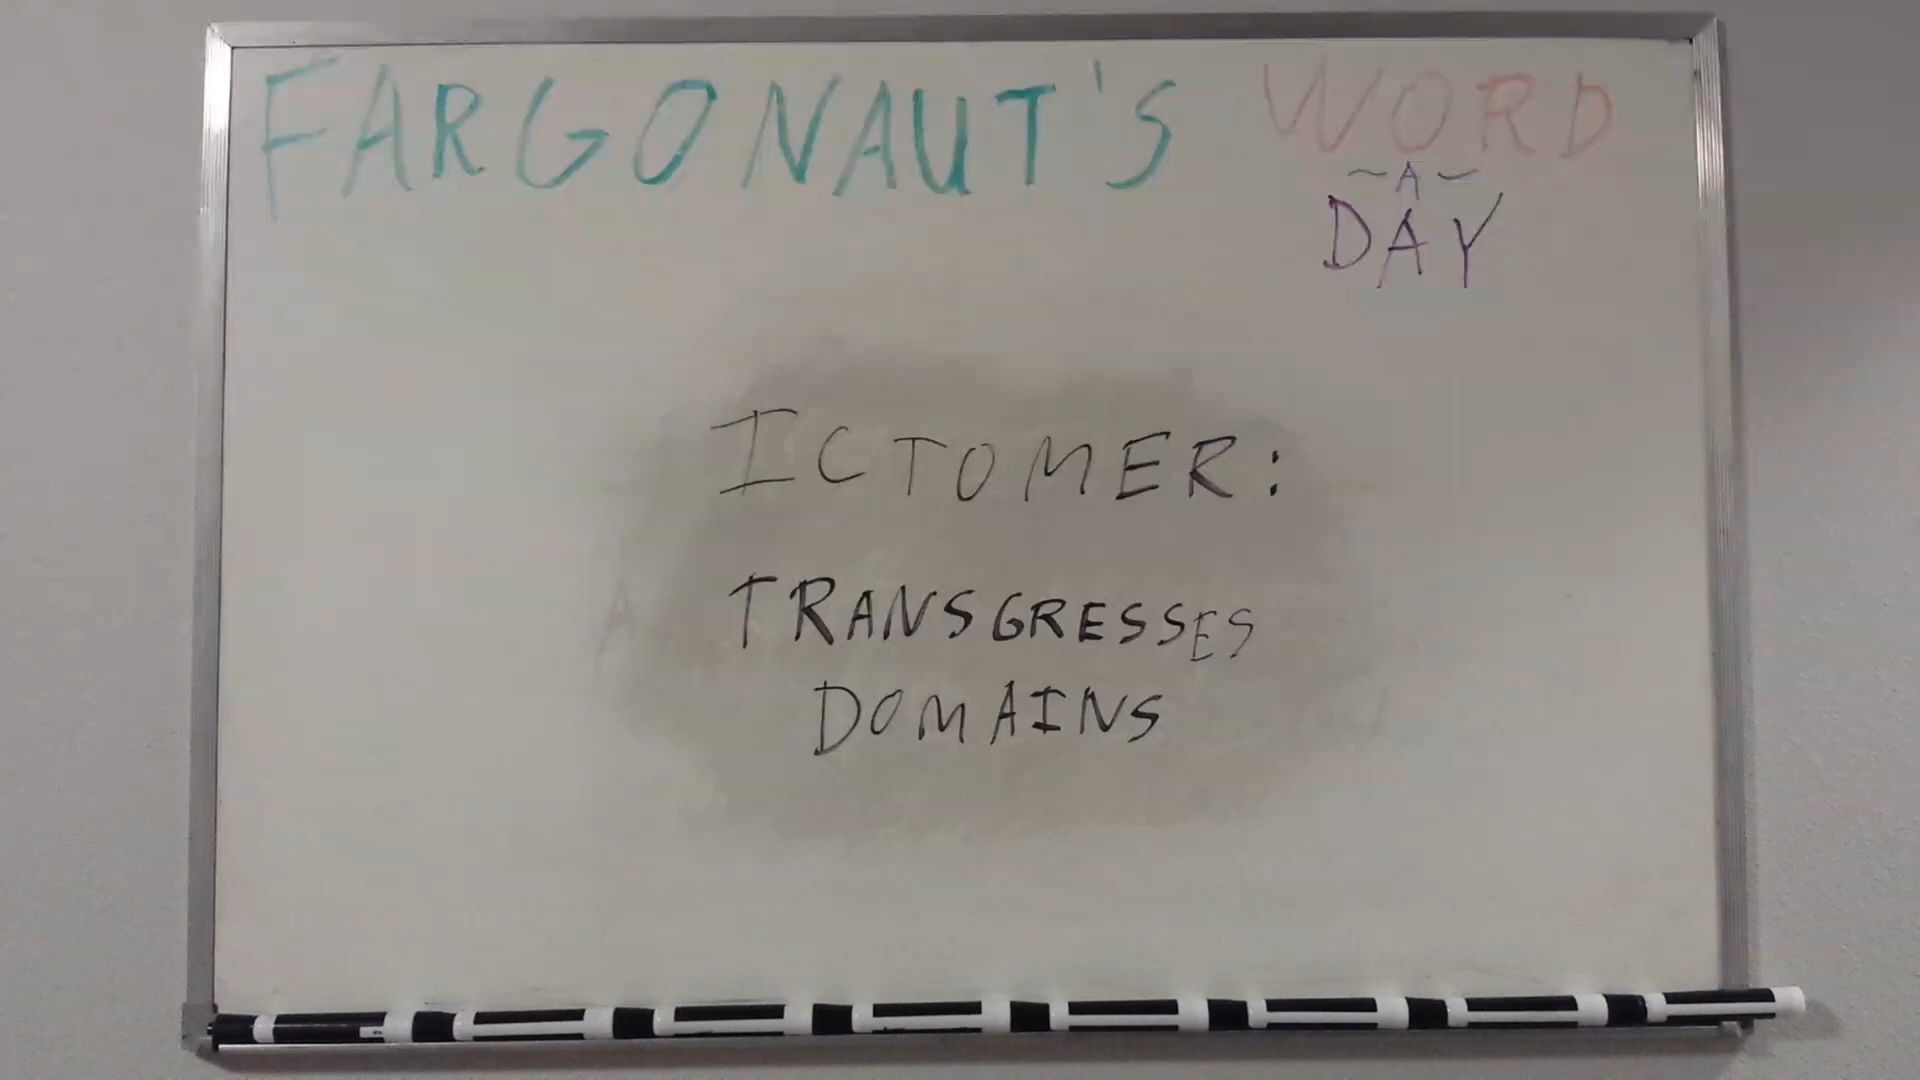 FARGONAUT'S WORD
~A~
DAY
ICTOMER:
TRANSGRESSES
DOMAINS